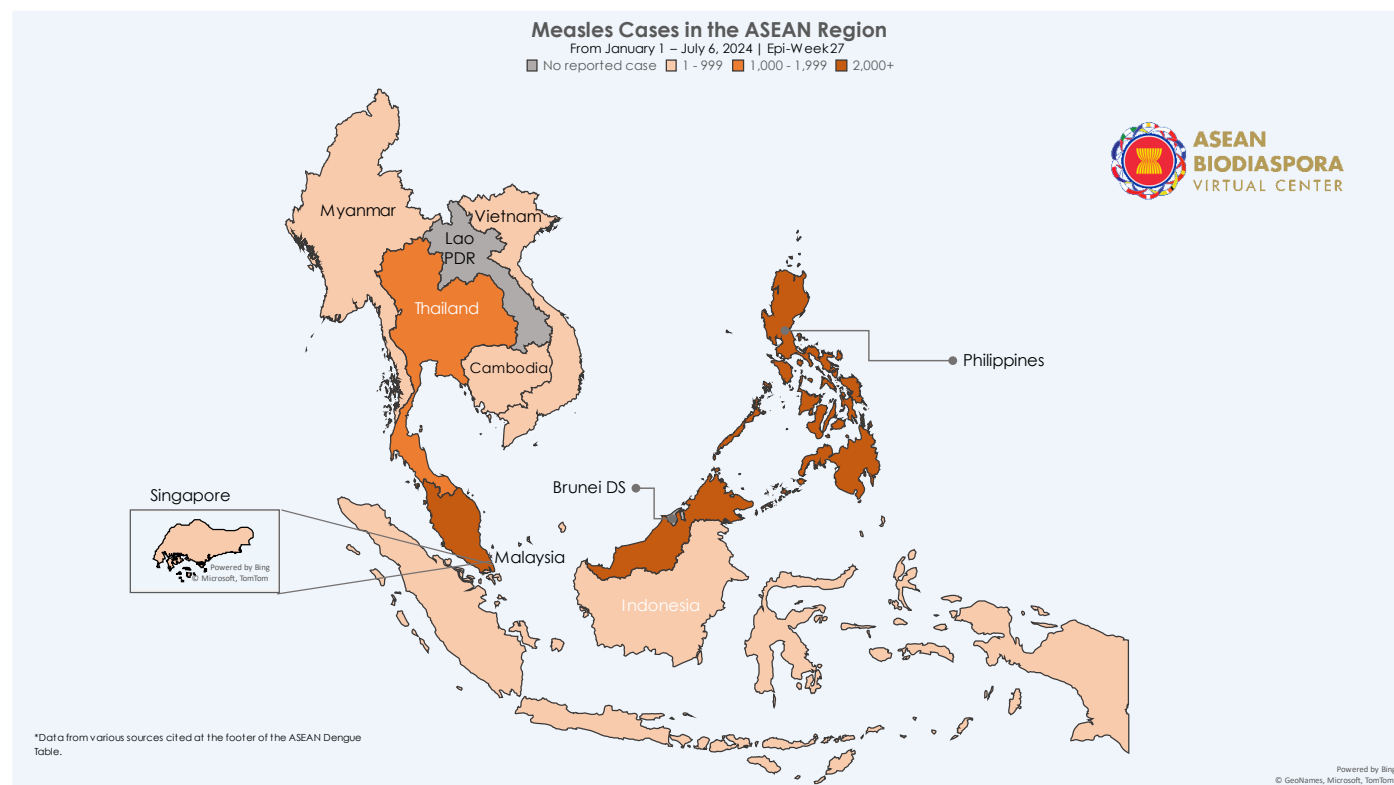 Measles Cases in the ASEAN Region
From January 1 – July 6, 2024 | Epi-Week27
No reported case 1 - 999 1,000 - 1,999 2,000+
ASEAN
BIODIASPORA
VIRTUAL CENTER
Myanmar
Vietnam
Lao
PDR
Thailand
Cambodia
Philippines
Brunei DS
Singapore
Powered by Bing
© Microsoft, TomTom
Malaysia
Indonesia
*Data from various sources cited at the footer of the ASEAN Dengue
Table.
Powered by Bing
© GeoNames, Microsoft, TomTom